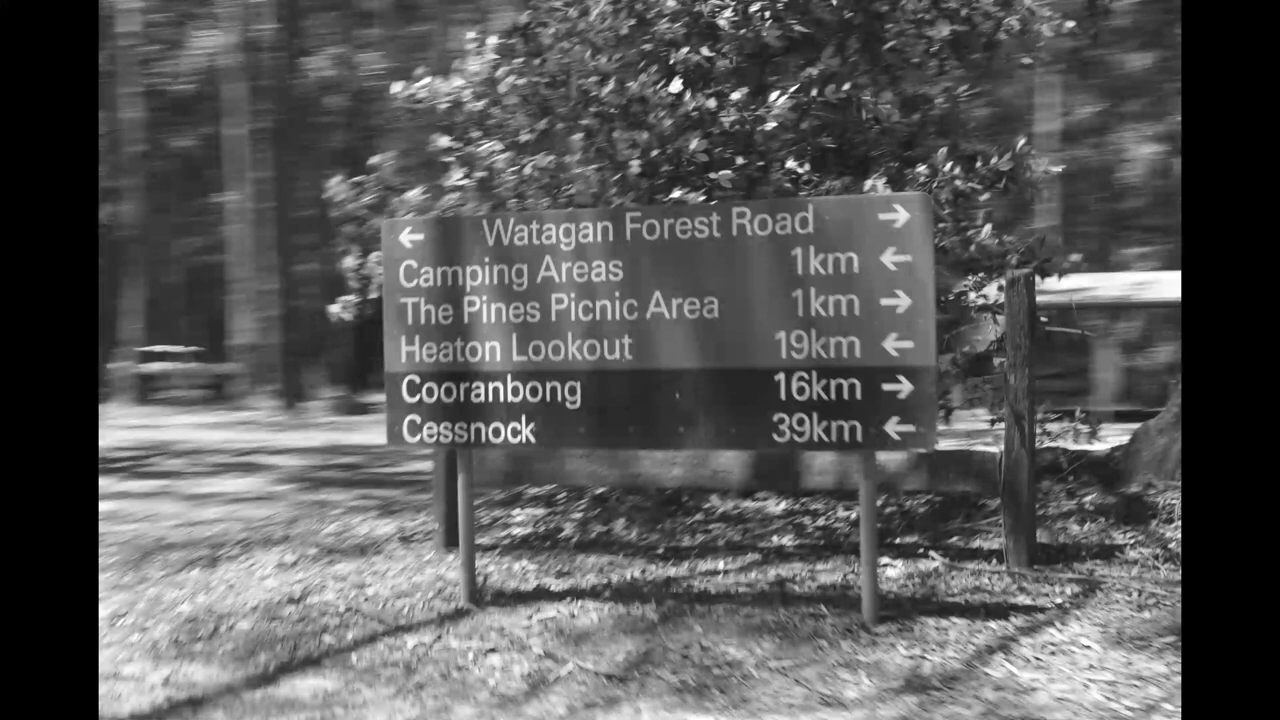 ← Watagan Forest Road →
Camping Areas 1km ←
The Pines Picnic Area 1km →
Heaton Lookout 19km ←
Cooranbong 16km →
Cessnock 39km ←